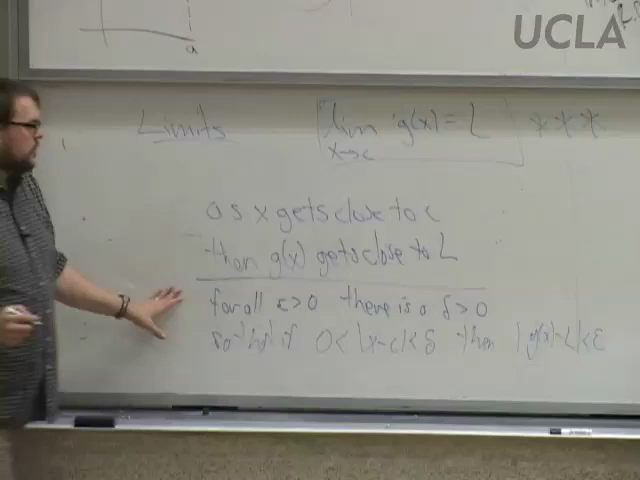 UCLA
a
Limits
lim g(x) = L ***
x→c
as x gets close to c
then g(x) gets close to L
for all ε>0 there is a δ>0
so that if 0<|x-c|<δ then |g(x)-L|<ε